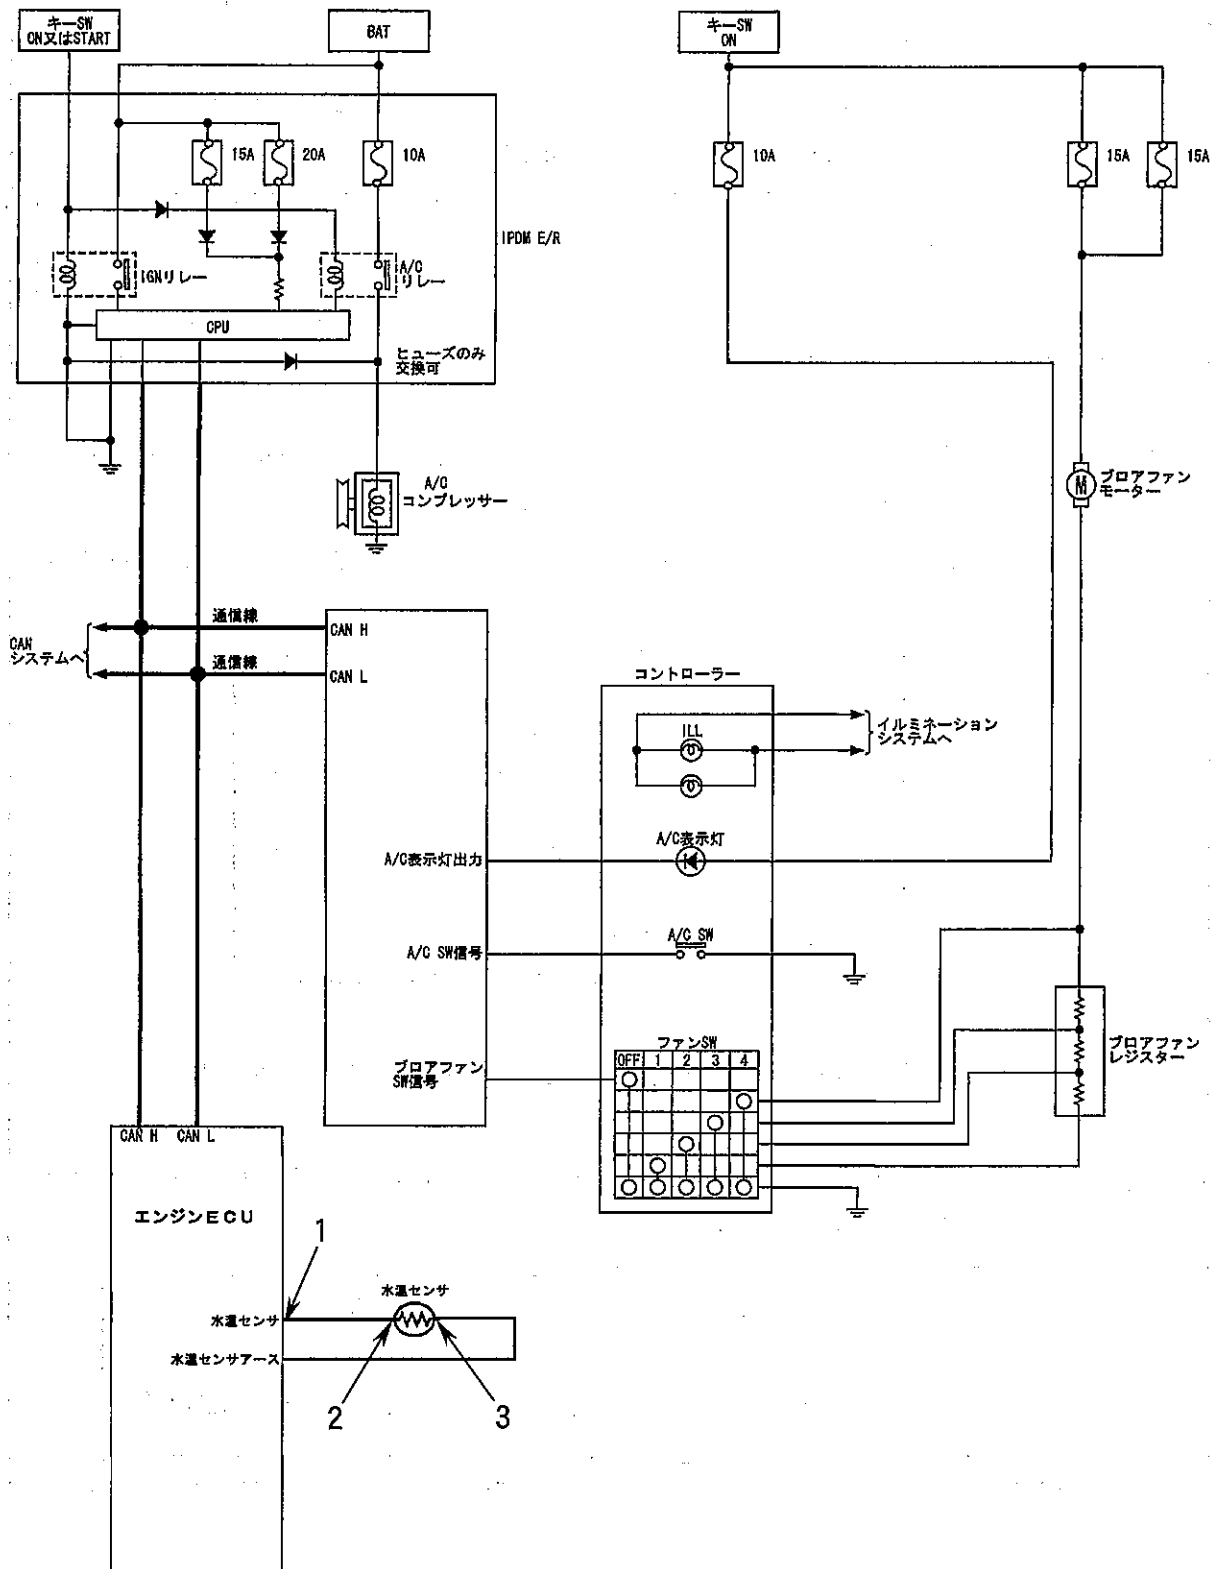 キーSW
ON又はSTART
BAT
キーSW
ON
15A
20A
10A
10A
15A
15A
IPDM E/R
IGNリレー
A/C
リレー
CPU
ヒューズのみ
交換可
A/C
コンプレッサー
M
ブロアファン
モーター
CAN
システムへ
通信線
通信線
CAN H
CAN L
コントローラー
ILL
イルミネーション
システムへ
A/C表示灯出力
A/C表示灯
A/C SW信号
A/C SW
ブロアファン
SW信号
ファンSW
OFF 1 2 3 4
ブロアファン
レジスター
CAN H CAN L
エンジンECU
1
水温センサ
水温センサ
水温センサアース
2
3